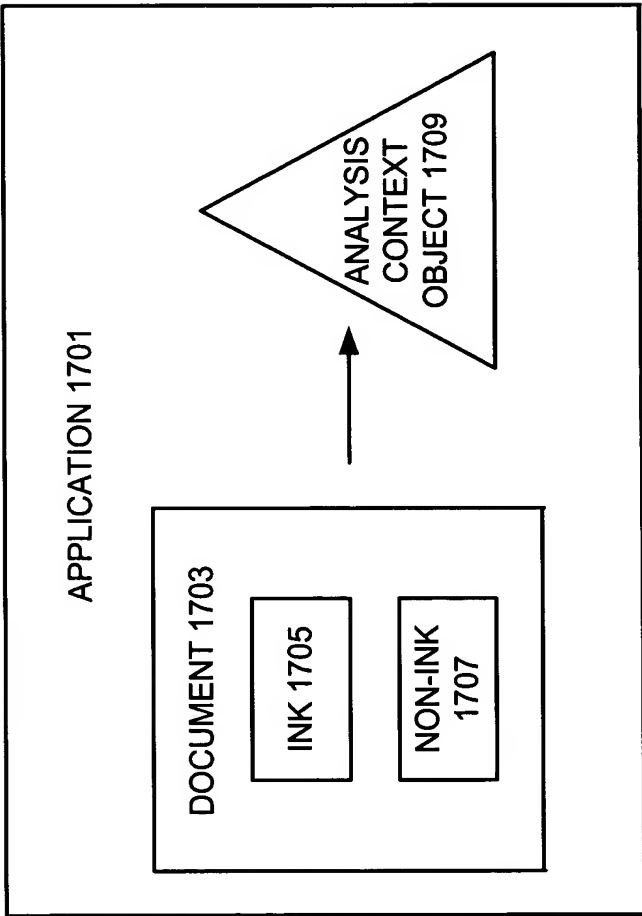 APPLICATION 1701
DOCUMENT 1703
INK 1705
NON-INK
1707
ANALYSIS
CONTEXT
OBJECT 1709